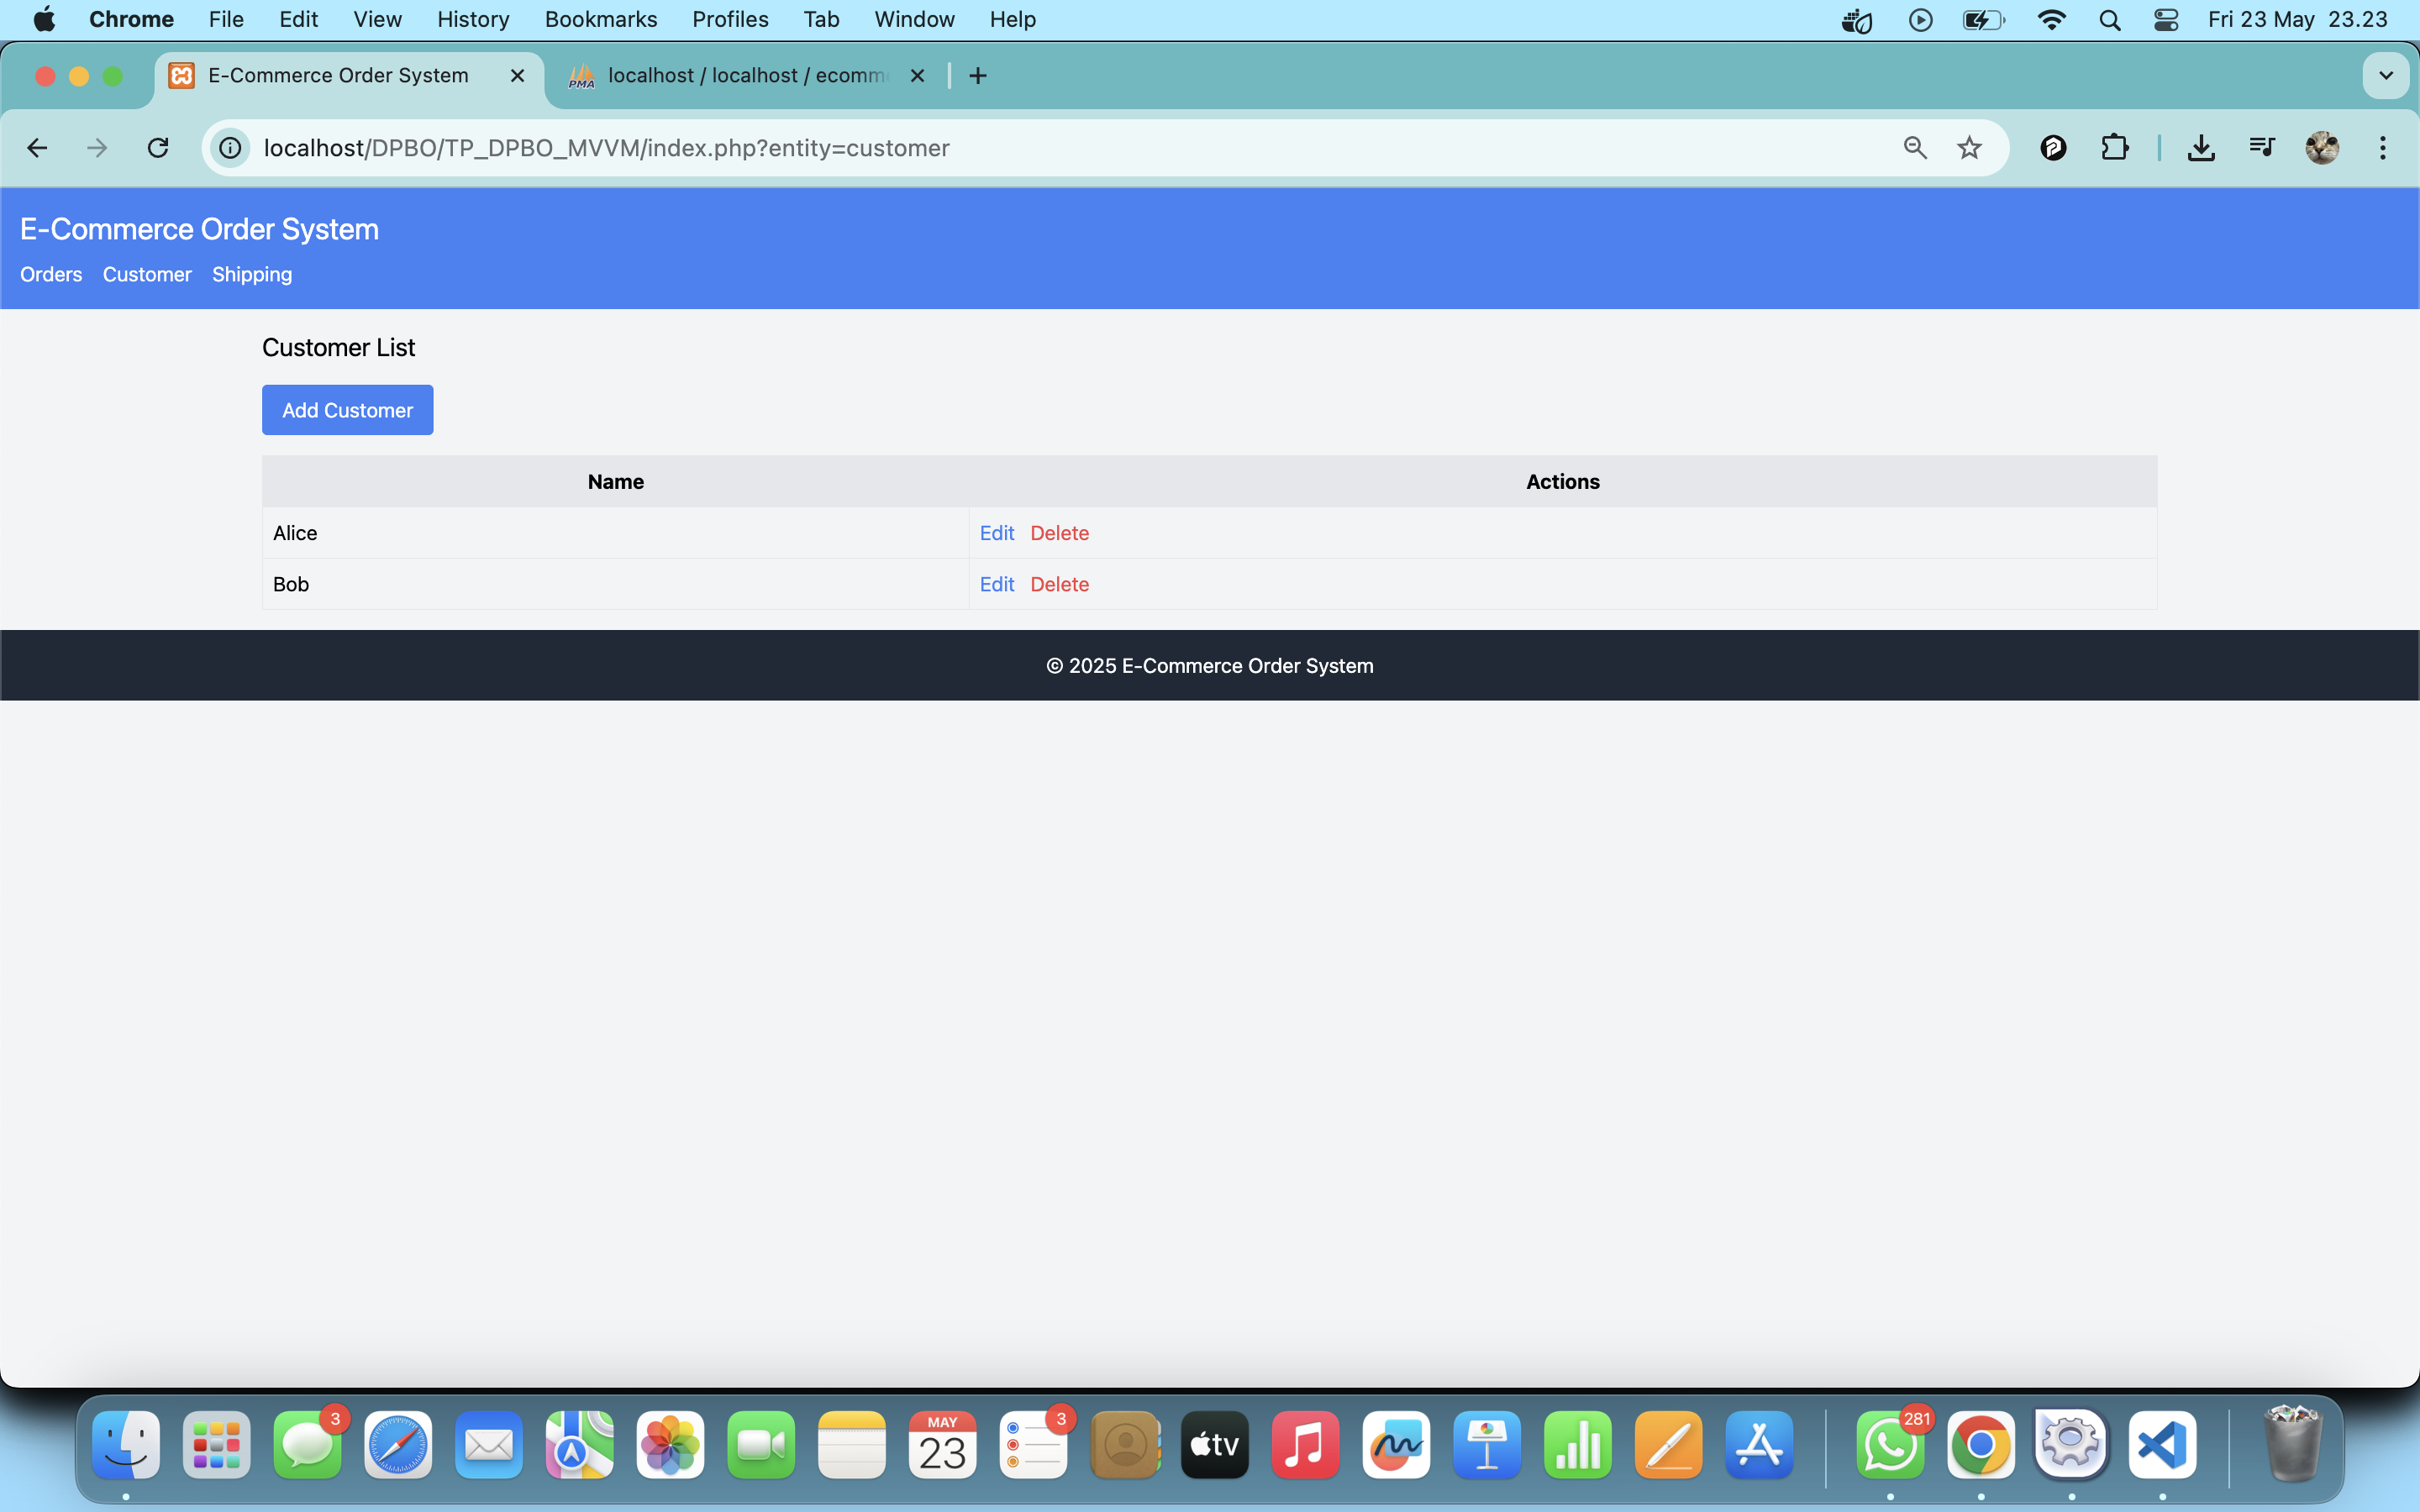 Chrome File Edit View History Bookmarks Profiles Tab Window Help Fri 23 May 23.23
E-Commerce Order System localhost / localhost / ecomm
localhost/DPBO/TP_DPBO_MVVM/index.php?entity=customer
E-Commerce Order System
Orders Customer Shipping
Customer List
Add Customer
Name Actions
Alice Edit Delete
Bob Edit Delete
© 2025 E-Commerce Order System
3 MAY 23 3 tv 281